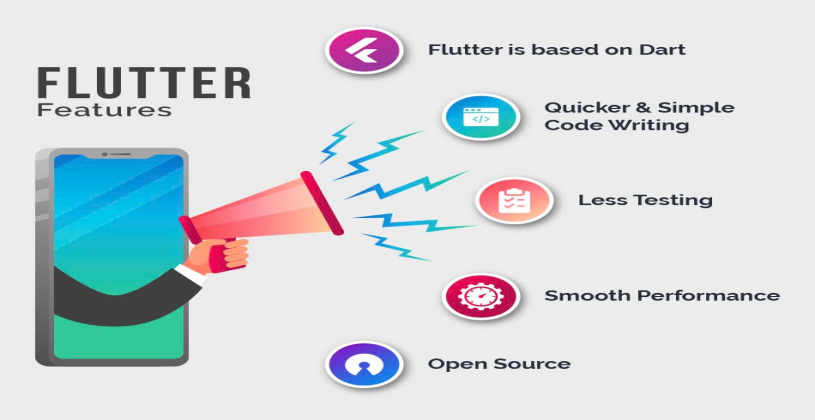 FLUTTER
Features
Flutter is based on Dart
Quicker & Simple
Code Writing
</>
Less Testing
Smooth Performance
Open Source